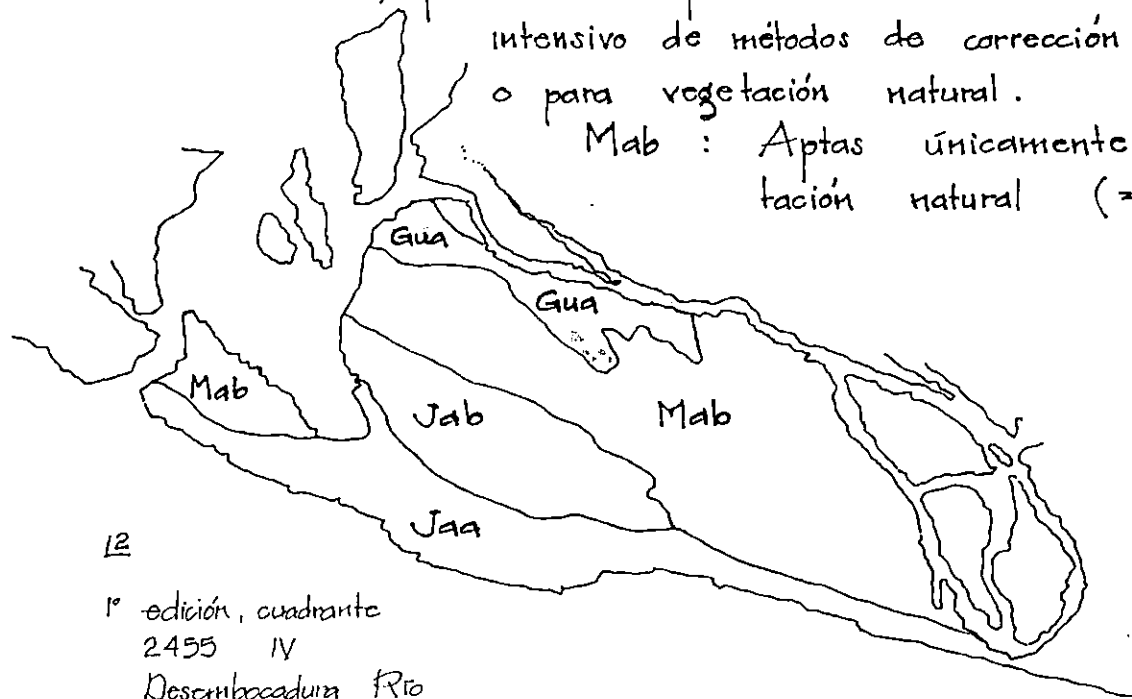 intensivo de métodos de corrección
o para vegetación natural.
Mab : Aptas únicamente
tación natural (=
Gua
Gua
Mab
Jab
Mab
Jaa
12
1º edición, cuadrante
2455 IV
Desembocadura Río